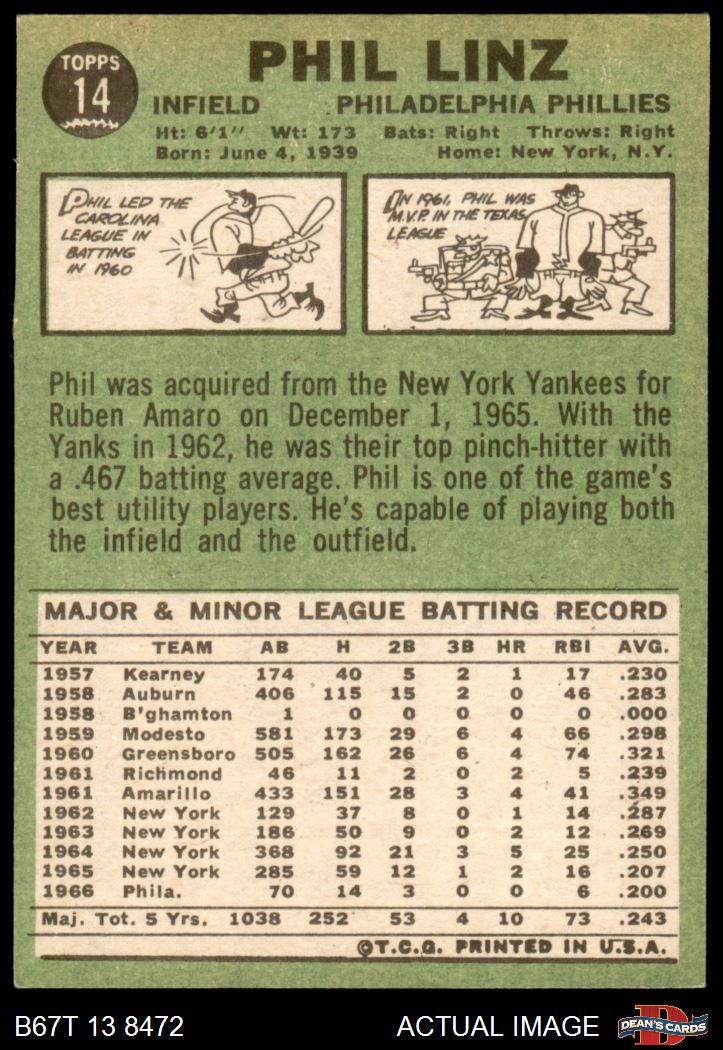 TOPPS
14
PHIL LINZ
INFIELD PHILADELPHIA PHILLIES
Ht: 6'1" Wt: 173 Bats: Right Throws: Right
Born: June 4, 1939 Home: New York, N.Y.
PHIL LED THE
CAROLINA
LEAGUE IN
BATTING
IN 1960
IN 1961, PHIL WAS
M.V.P. IN THE TEXAS
LEAGUE
Phil was acquired from the New York Yankees for
Ruben Amaro on December 1, 1965. With the
Yanks in 1962, he was their top pinch-hitter with
a .467 batting average. Phil is one of the game's
best utility players. He's capable of playing both
the infield and the outfield.
MAJOR & MINOR LEAGUE BATTING RECORD
YEAR TEAM AB H 2B 3B HR RBI AVG.
1957 Kearney 174 40 5 2 1 17 .230
1958 Auburn 406 115 15 2 0 46 .283
1958 B'ghamton 1 0 0 0 0 0 .000
1959 Modesto 581 173 29 6 4 66 .298
1960 Greensboro 505 162 26 6 4 74 .321
1961 Richmond 46 11 2 0 2 5 .239
1961 Amarillo 433 151 28 3 4 41 .349
1962 New York 129 37 8 0 1 14 .287
1963 New York 186 50 9 0 2 12 .269
1964 New York 368 92 21 3 5 25 .250
1965 New York 285 59 12 1 2 16 .207
1966 Phila. 70 14 3 0 0 6 .200
Maj. Tot. 5 Yrs. 1038 252 53 4 10 73 .243
©T.C.G. PRINTED IN U.S.A.
B67T 13 8472 ACTUAL IMAGE DEAN'S CARDS